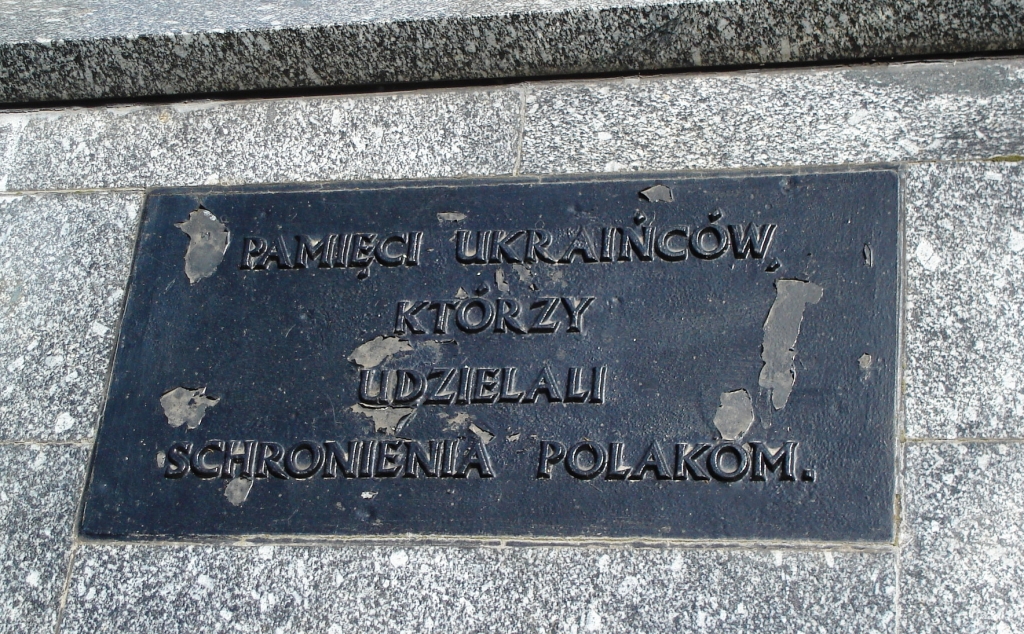 PAMIĘCI UKRAIŃCÓW,
KTÓRZY
UDZIELALI
SCHRONIENIA POLAKOM.